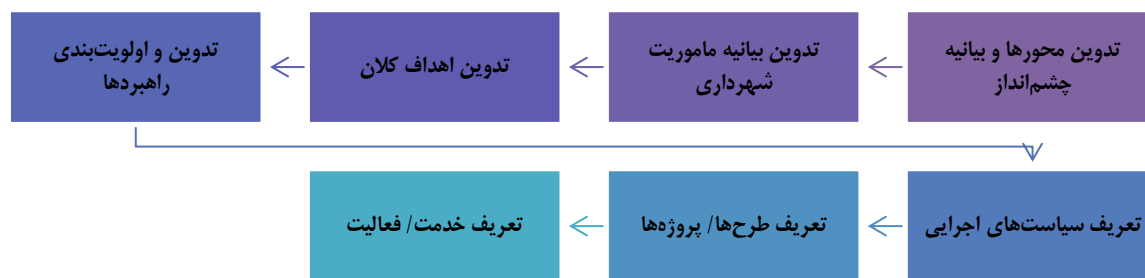 تدوین محورها و بیانیه
چشم‌انداز
تدوین بیانیه ماموریت
شهرداری
تدوین اهداف کلان
تدوین و اولویت‌بندی
راهبردها
تعریف سیاست‌های اجرایی
تعریف طرح‌ها/ پروژه‌ها
تعریف خدمت/ فعالیت